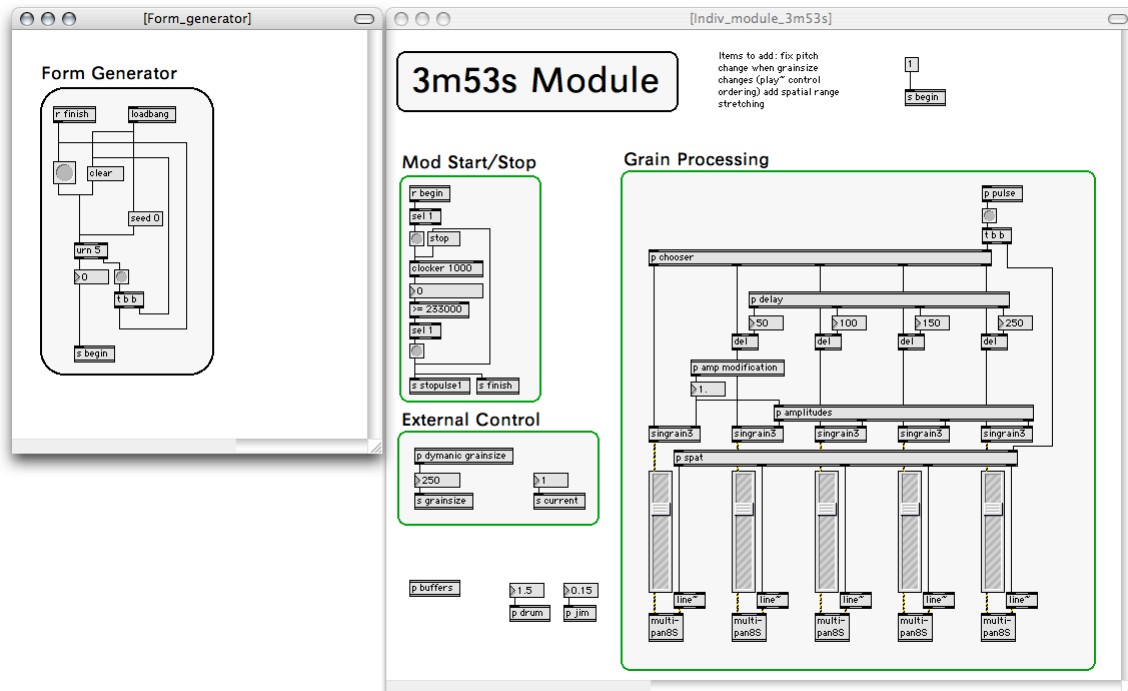 [Form_generator]
Form Generator
r finish
loadbang
clear
seed 0
urn 5
0
t b b
s begin
[Indiv_module_3m53s]
3m53s Module
Items to add: fix pitch
change when grainsize
changes (play~ control
ordering) add spatial range
stretching
1
s begin
Mod Start/Stop
r begin
sel 1
stop
clocker 1000
0
>= 233000
sel 1
s stopulse1 s finish
External Control
p dymanic grainsize
250 1
s grainsize s current
p buffers
1.5 0.15
p drum p jim
Grain Processing
p pulse
t b b
p chooser
p delay
50 100 150 250
del del del del
p amp modification
1.
p amplitudes
singrain3 singrain3 singrain3 singrain3 singrain3
p spat
line~ line~ line~ line~ line~
multi- multi- multi- multi- multi-
pan8S pan8S pan8S pan8S pan8S